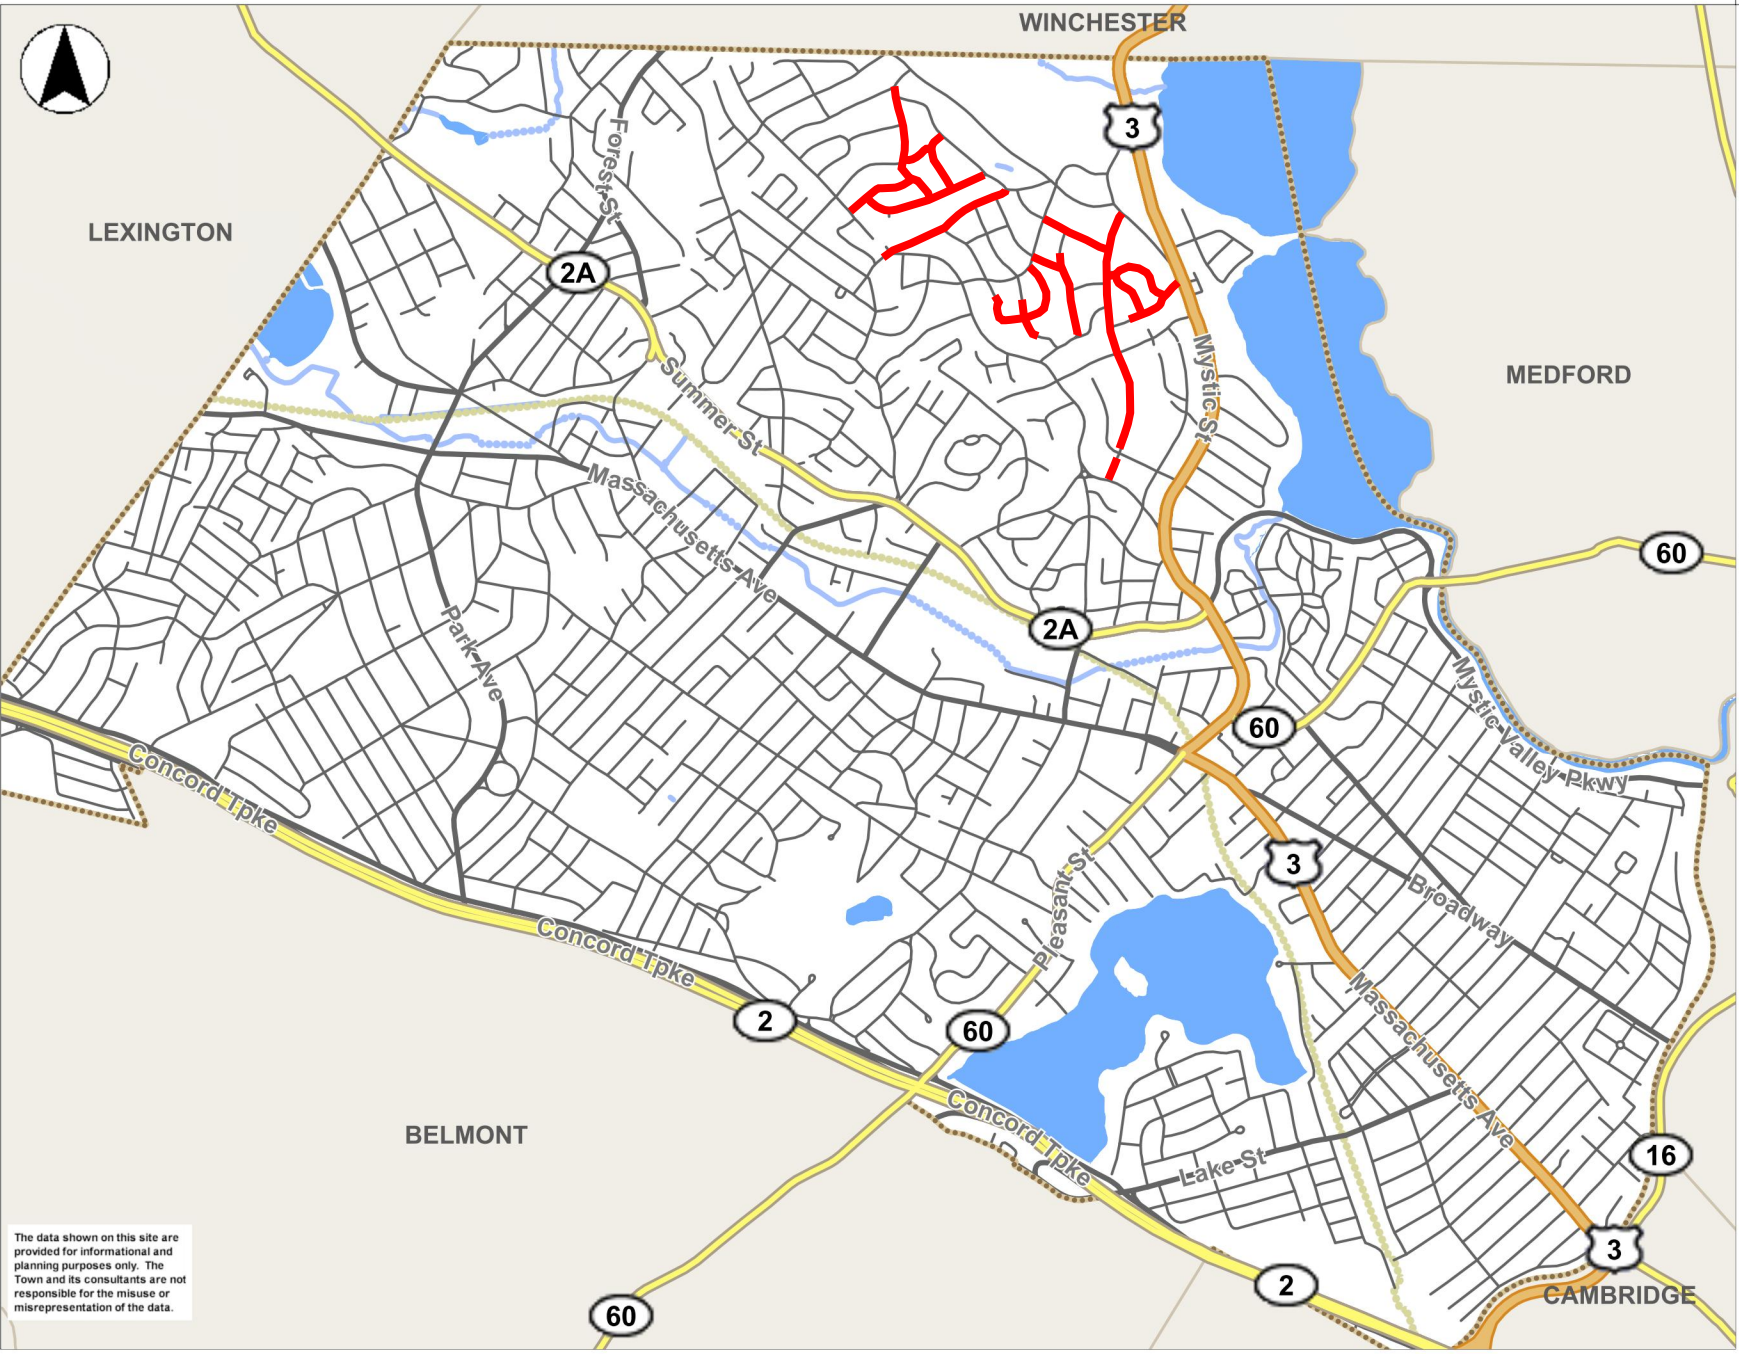 WINCHESTER
3
Forest St
LEXINGTON
2A
MEDFORD
Mystic St
Summer St
Massachusetts Ave
60
2A
Park Ave
Mystic Valley Pkwy
60
Concord Tpke
3
Pleasant St
Broadway
Concord Tpke
2
60
Massachusetts Ave
Concord Tpke
BELMONT
Lake St
16
3
2
CAMBRIDGE
60
The data shown on this site are
provided for informational and
planning purposes only. The
Town and its consultants are not
responsible for the misuse or
misrepresentation of the data.